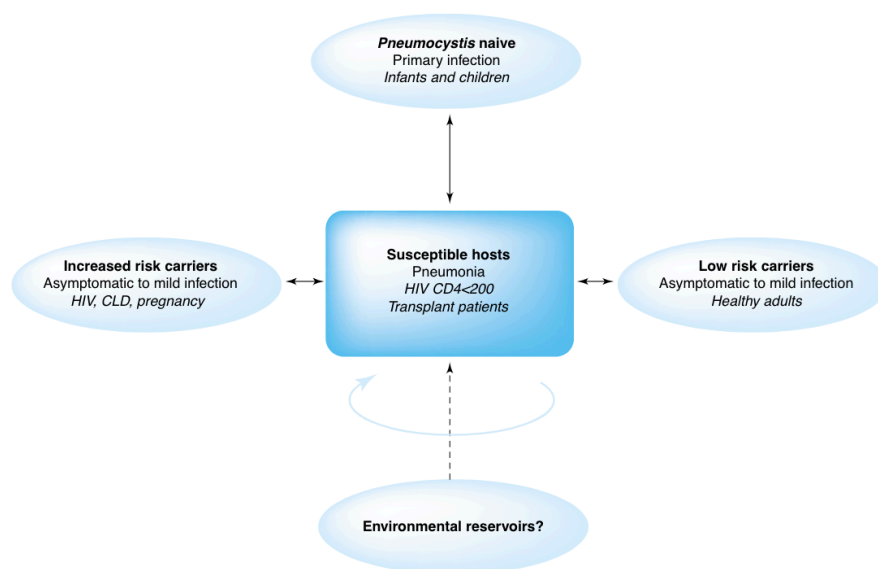 Pneumocystis naive
Primary infection
Infants and children
Increased risk carriers
Asymptomatic to mild infection
HIV, CLD, pregnancy
Susceptible hosts
Pneumonia
HIV CD4<200
Transplant patients
Low risk carriers
Asymptomatic to mild infection
Healthy adults
Environmental reservoirs?